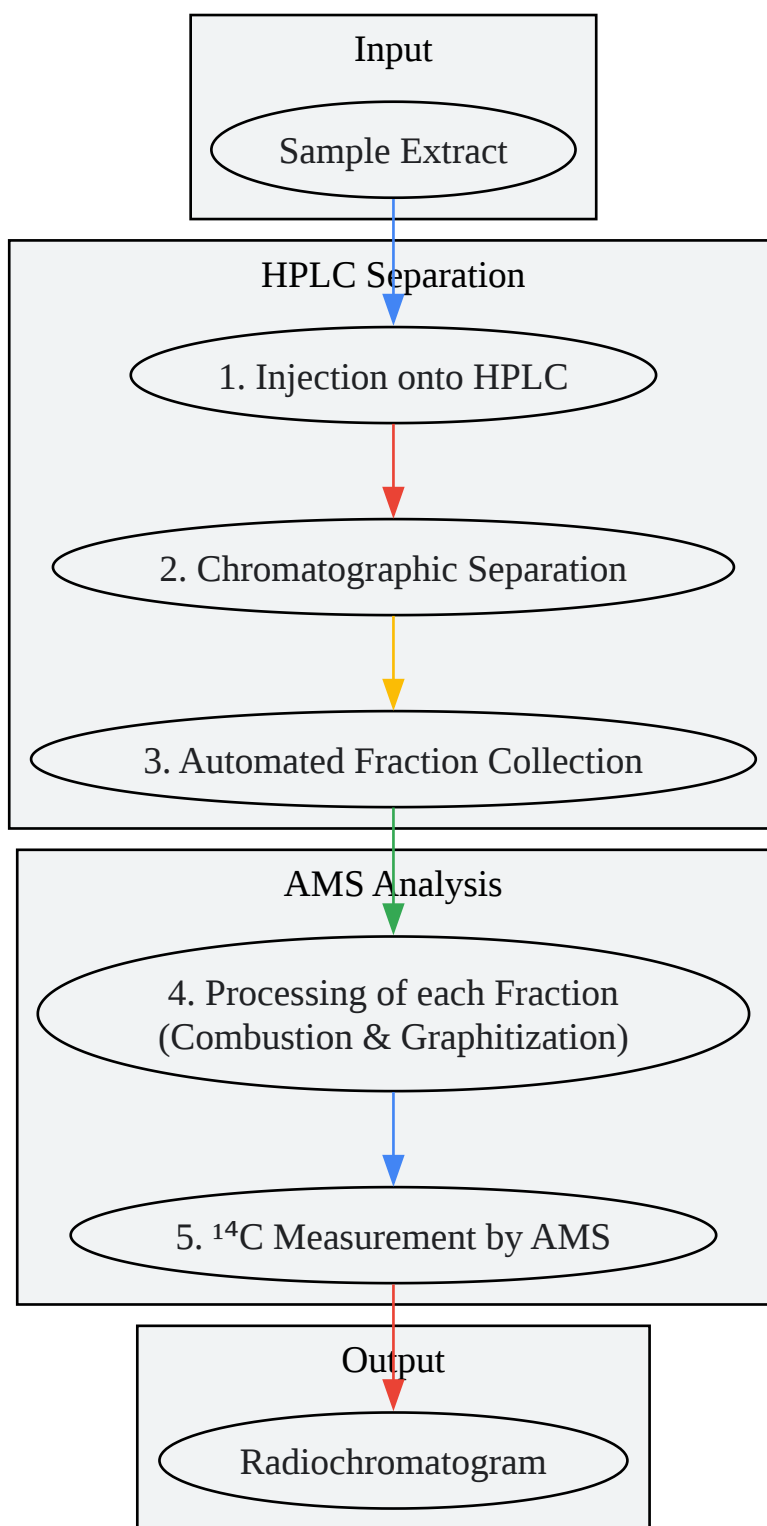 Input
Sample Extract
HPLC Separation
1. Injection onto HPLC
2. Chromatographic Separation
3. Automated Fraction Collection
AMS Analysis
4. Processing of each Fraction
(Combustion & Graphitization)
5. ¹⁴C Measurement by AMS
Output
Radiochromatogram